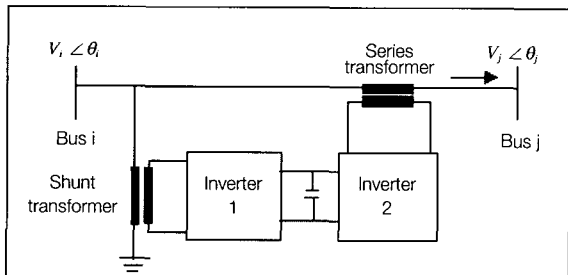 V_i ∠θ_i
Series
transformer
V_j ∠θ_j
Bus i
Bus j
Shunt
transformer
Inverter
1
Inverter
2